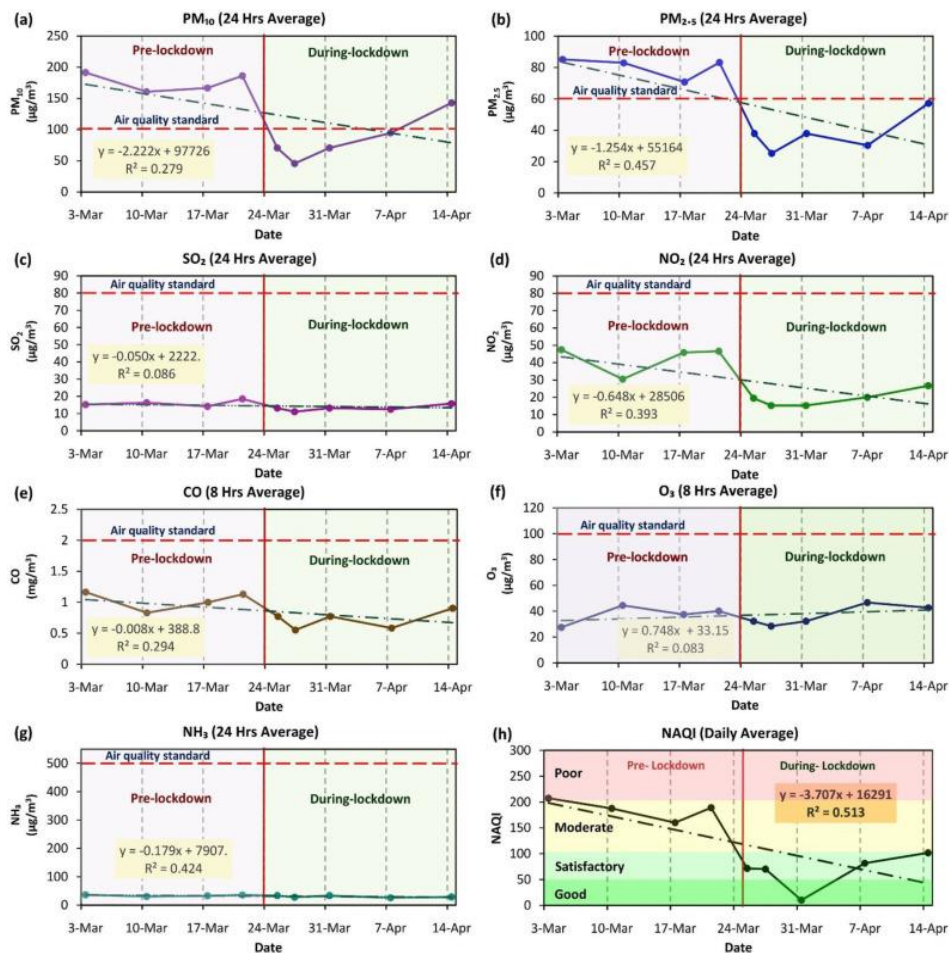 (a) PM₁₀ (24 Hrs Average)
250
200
150
100
50
0
PM₁₀
(µg/m³)
Pre-lockdown
During-lockdown
Air quality standard
y = -2.222x + 97726
R² = 0.279
3-Mar 10-Mar 17-Mar 24-Mar 31-Mar 7-Apr 14-Apr
Date
(b) PM₂.₅ (24 Hrs Average)
100
80
60
40
20
0
PM₂.₅
(µg/m³)
Pre-lockdown
During-lockdown
Air quality standard
y = -1.254x + 55164
R² = 0.457
3-Mar 10-Mar 17-Mar 24-Mar 31-Mar 7-Apr 14-Apr
Date
(c) SO₂ (24 Hrs Average)
90
80
70
60
50
40
30
20
10
0
SO₂
(µg/m³)
Air quality standard
Pre-lockdown
During-lockdown
y = -0.050x + 2222.
R² = 0.086
3-Mar 10-Mar 17-Mar 24-Mar 31-Mar 7-Apr 14-Apr
Date
(d) NO₂ (24 Hrs Average)
90
80
70
60
50
40
30
20
10
0
NO₂
(µg/m³)
Air quality standard
Pre-lockdown
During-lockdown
y = -0.648x + 28506
R² = 0.393
3-Mar 10-Mar 17-Mar 24-Mar 31-Mar 7-Apr 14-Apr
Date
(e) CO (8 Hrs Average)
2.5
2
1.5
1
0.5
0
CO
(mg/m³)
Air quality standard
Pre-lockdown
During-lockdown
y = -0.008x + 388.8
R² = 0.294
3-Mar 10-Mar 17-Mar 24-Mar 31-Mar 7-Apr 14-Apr
Date
(f) O₃ (8 Hrs Average)
120
100
80
60
40
20
0
O₃
(µg/m³)
Air quality standard
Pre-lockdown
During-lockdown
y = 0.748x + 33.15
R² = 0.083
3-Mar 10-Mar 17-Mar 24-Mar 31-Mar 7-Apr 14-Apr
Date
(g) NH₃ (24 Hrs Average)
500
400
300
200
100
0
NH₃
(µg/m³)
Air quality standard
Pre-lockdown
During-lockdown
y = -0.179x + 7907.
R² = 0.424
3-Mar 10-Mar 17-Mar 24-Mar 31-Mar 7-Apr 14-Apr
Date
(h) NAQI (Daily Average)
300
250
200
150
100
50
0
NAQI
Poor
Pre- Lockdown
During- Lockdown
y = -3.707x + 16291
R² = 0.513
Moderate
Satisfactory
Good
3-Mar 10-Mar 17-Mar 24-Mar 31-Mar 7-Apr 14-Apr
Date